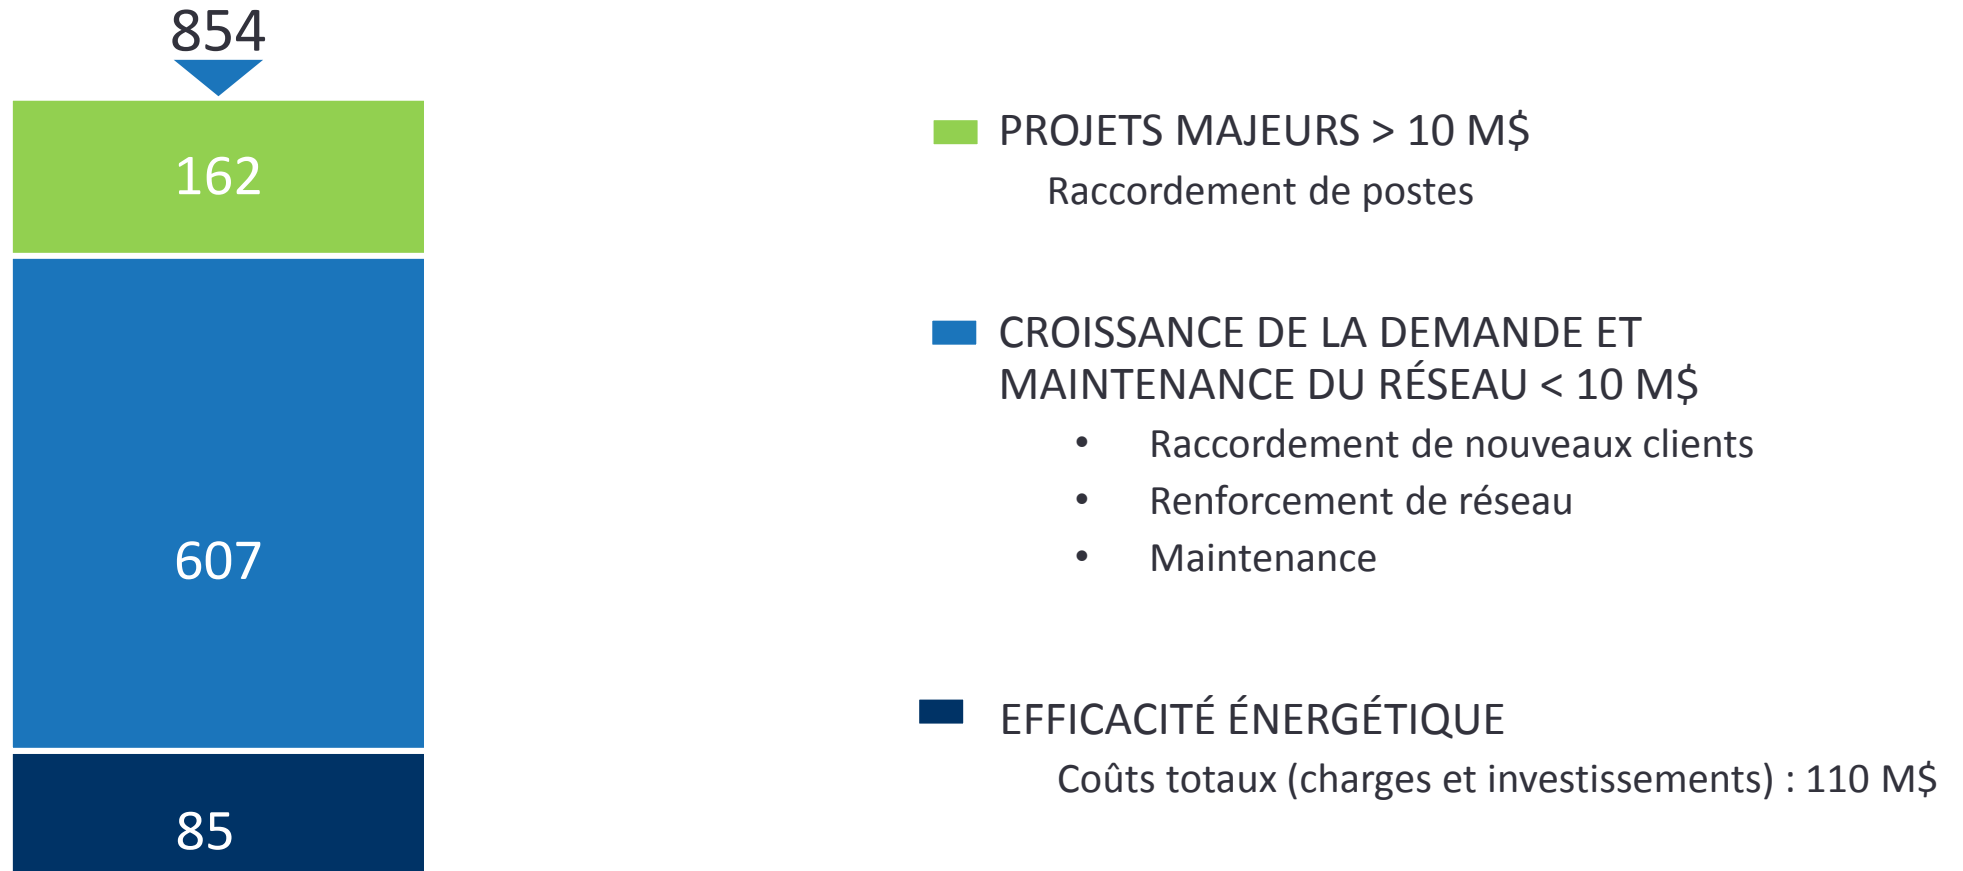 854
162
607
85
PROJETS MAJEURS > 10 M$
Raccordement de postes
CROISSANCE DE LA DEMANDE ET
MAINTENANCE DU RÉSEAU < 10 M$
• Raccordement de nouveaux clients
• Renforcement de réseau
• Maintenance
EFFICACITÉ ÉNERGÉTIQUE
Coûts totaux (charges et investissements) : 110 M$